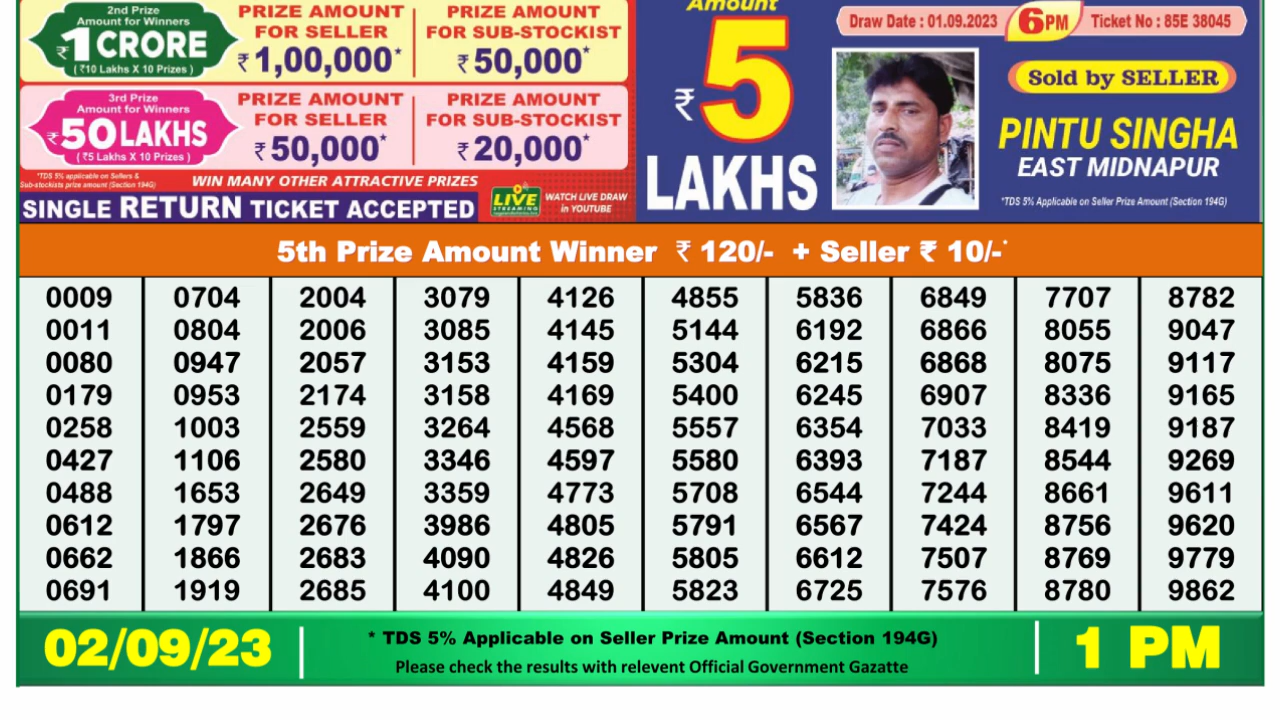 2nd Prize
Amount for Winners
₹1 CRORE
(₹10 Lakhs X 10 Prizes)
PRIZE AMOUNT
FOR SELLER
₹1,00,000*
PRIZE AMOUNT
FOR SUB-STOCKIST
₹50,000*
3rd Prize
Amount for Winners
₹50 LAKHS
(₹5 Lakhs X 10 Prizes)
PRIZE AMOUNT
FOR SELLER
₹50,000*
PRIZE AMOUNT
FOR SUB-STOCKIST
₹20,000*
*TDS 5% applicable on Sellers &
Sub-stockists prize amount (Section 194G)
WIN MANY OTHER ATTRACTIVE PRIZES
SINGLE RETURN TICKET ACCEPTED
LIVE
STREAMING
WATCH LIVE DRAW
in YOUTUBE
Amount
₹5
LAKHS
Draw Date : 01.09.2023 6PM Ticket No : 85E 38045
Sold by SELLER
PINTU SINGHA
EAST MIDNAPUR
*TDS 5% Applicable on Seller Prize Amount (Section 194G)
5th Prize Amount Winner ₹ 120/- + Seller ₹ 10/-*
0009 0704 2004 3079 4126 4855 5836 6849 7707 8782
0011 0804 2006 3085 4145 5144 6192 6866 8055 9047
0080 0947 2057 3153 4159 5304 6215 6868 8075 9117
0179 0953 2174 3158 4169 5400 6245 6907 8336 9165
0258 1003 2559 3264 4568 5557 6354 7033 8419 9187
0427 1106 2580 3346 4597 5580 6393 7187 8544 9269
0488 1653 2649 3359 4773 5708 6544 7244 8661 9611
0612 1797 2676 3986 4805 5791 6567 7424 8756 9620
0662 1866 2683 4090 4826 5805 6612 7507 8769 9779
0691 1919 2685 4100 4849 5823 6725 7576 8780 9862
02/09/23
* TDS 5% Applicable on Seller Prize Amount (Section 194G)
Please check the results with relevent Official Government Gazatte
1 PM